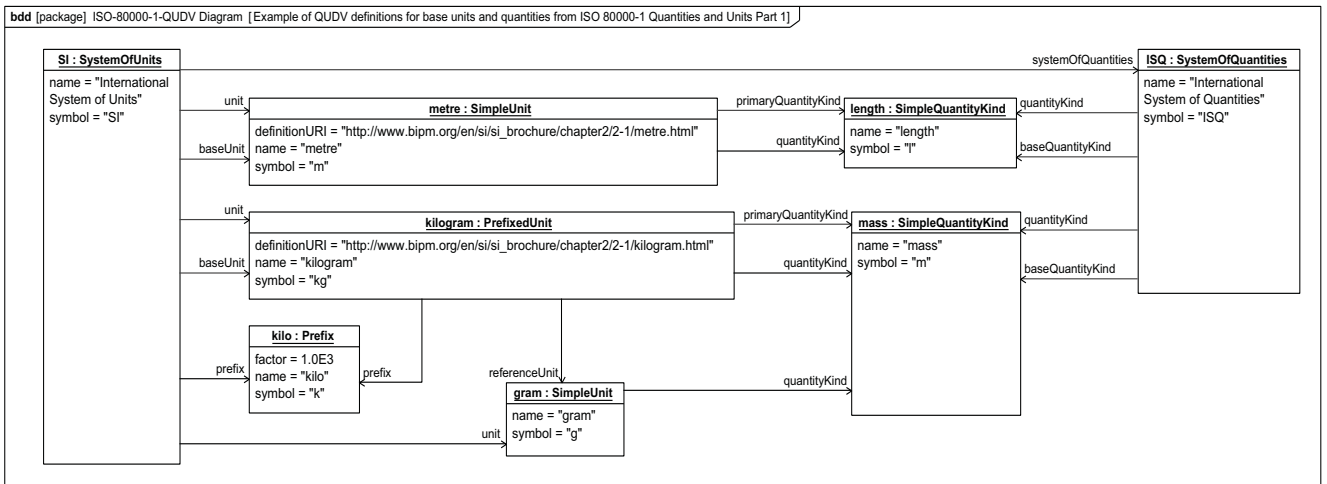 bdd [package] ISO-80000-1-QUDV Diagram [Example of QUDV definitions for base units and quantities from ISO 80000-1 Quantities and Units Part 1]
SI : SystemOfUnits
name = "International
System of Units"
symbol = "SI"
systemOfQuantities
ISQ : SystemOfQuantities
name = "International
System of Quantities"
symbol = "ISQ"
unit
baseUnit
metre : SimpleUnit
definitionURI = "http://www.bipm.org/en/si/si_brochure/chapter2/2-1/metre.html"
name = "metre"
symbol = "m"
primaryQuantityKind
quantityKind
length : SimpleQuantityKind
name = "length"
symbol = "l"
quantityKind
baseQuantityKind
unit
baseUnit
kilogram : PrefixedUnit
definitionURI = "http://www.bipm.org/en/si/si_brochure/chapter2/2-1/kilogram.html"
name = "kilogram"
symbol = "kg"
primaryQuantityKind
quantityKind
mass : SimpleQuantityKind
name = "mass"
symbol = "m"
quantityKind
baseQuantityKind
prefix
kilo : Prefix
factor = 1.0E3
name = "kilo"
symbol = "k"
prefix
referenceUnit
unit
gram : SimpleUnit
name = "gram"
symbol = "g"
quantityKind